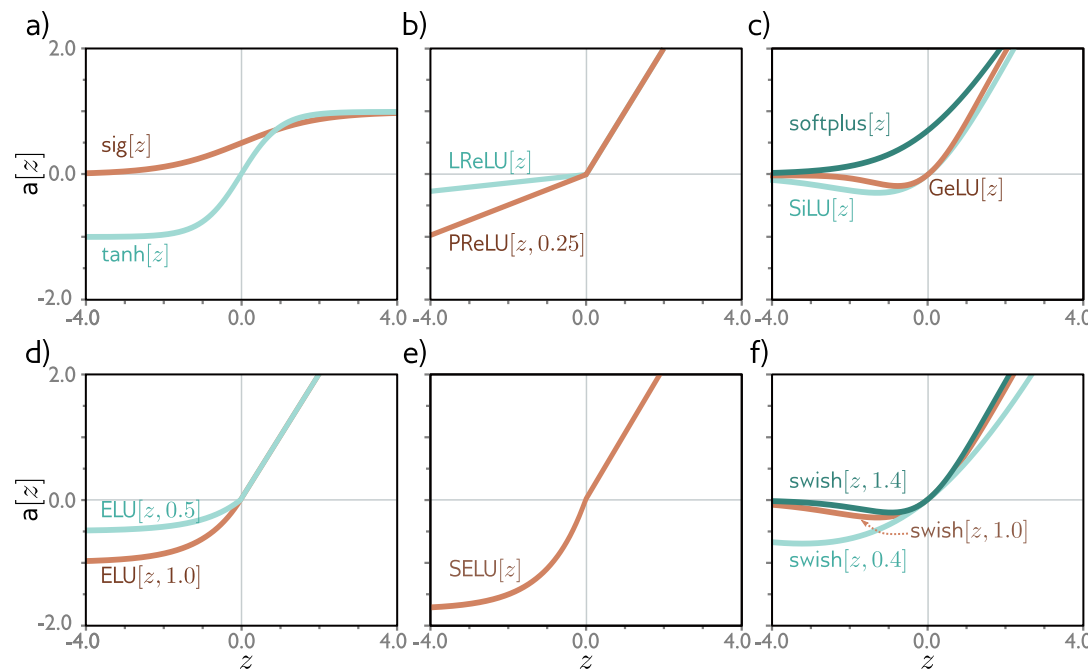 a)
b)
c)
2.0
sig[z]
softplus[z]
LReLU[z]
a[z]
0.0
GeLU[z]
SiLU[z]
PReLU[z, 0.25]
tanh[z]
-2.0
-4.0 0.0 4.0
-4.0 0.0 4.0
-4.0 0.0 4.0
d)
e)
f)
2.0
swish[z, 1.4]
a[z]
0.0
ELU[z, 0.5]
swish[z, 1.0]
swish[z, 0.4]
ELU[z, 1.0]
SELU[z]
-2.0
-4.0 0.0 4.0
-4.0 0.0 4.0
-4.0 0.0 4.0
z
z
z